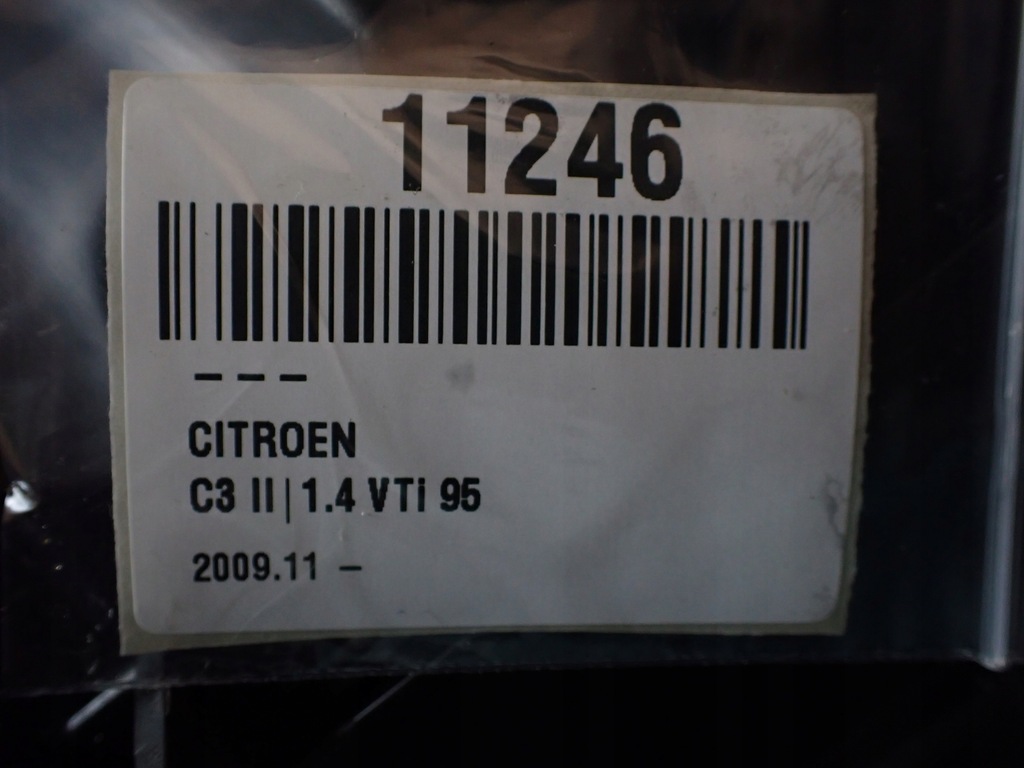 11246
---
CITROEN
C3 II | 1.4 VTi 95
2009.11 –